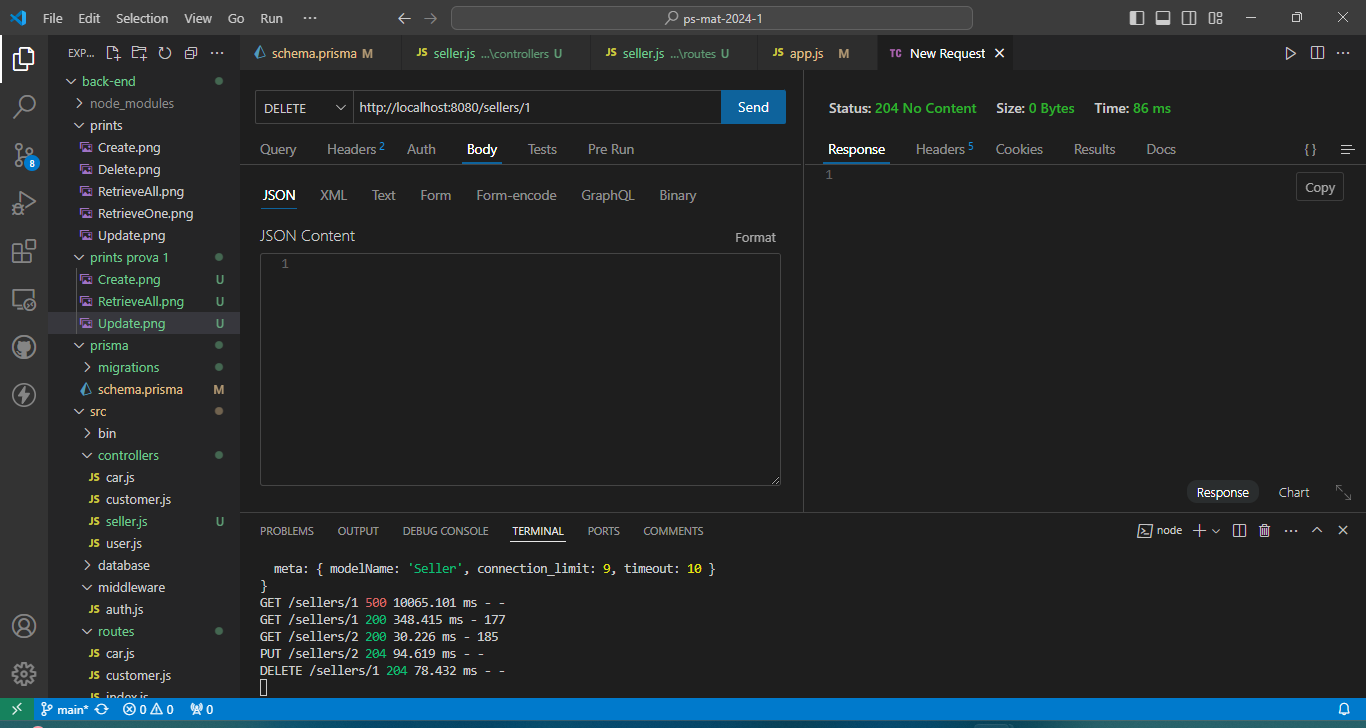 File Edit Selection View Go Run ··· ps-mat-2024-1
EXP... ···
back-end
node_modules
prints
Create.png
Delete.png
RetrieveAll.png
RetrieveOne.png
Update.png
prints prova 1
Create.png U
RetrieveAll.png U
Update.png U
prisma
migrations
schema.prisma M
src
bin
controllers
JS car.js
JS customer.js
JS seller.js U
JS user.js
database
middleware
JS auth.js
routes
JS car.js
JS customer.js
JS index.js
8
schema.prisma M JS seller.js ...\controllers U JS seller.js ...\routes U JS app.js M TC New Request
DELETE http://localhost:8080/sellers/1 Send
Query Headers 2 Auth Body Tests Pre Run
JSON XML Text Form Form-encode GraphQL Binary
JSON Content Format
1
Status: 204 No Content Size: 0 Bytes Time: 86 ms
Response Headers 5 Cookies Results Docs { }
1
Copy
Response Chart
PROBLEMS OUTPUT DEBUG CONSOLE TERMINAL PORTS COMMENTS node
meta: { modelName: 'Seller', connection_limit: 9, timeout: 10 }
}
GET /sellers/1 500 10065.101 ms - -
GET /sellers/1 200 348.415 ms - 177
GET /sellers/2 200 30.226 ms - 185
PUT /sellers/2 204 94.619 ms - -
DELETE /sellers/1 204 78.432 ms - -
main* 0 0 0